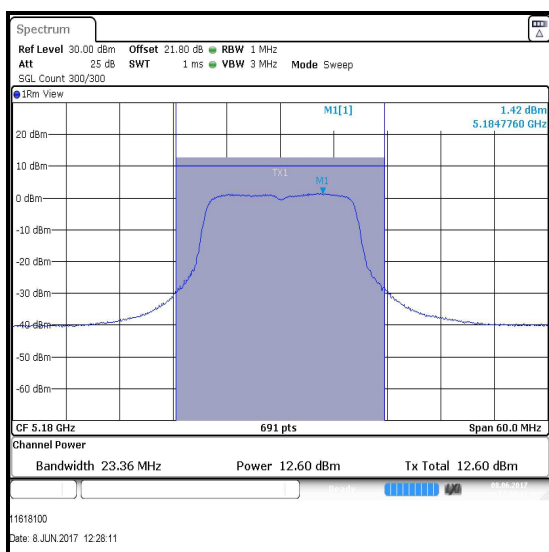 Spectrum
Ref Level 30.00 dBm Offset 21.80 dB RBW 1 MHz
Att 25 dB SWT 1 ms VBW 3 MHz Mode Sweep
SGL Count 300/300
1Rm View
M1[1] 1.42 dBm
5.1847760 GHz
20 dBm
10 dBm
TX1
M1
0 dBm
-10 dBm
-20 dBm
-30 dBm
-40 dBm
-50 dBm
-60 dBm
CF 5.18 GHz 691 pts Span 60.0 MHz
Channel Power
Bandwidth 23.36 MHz Power 12.60 dBm Tx Total 12.60 dBm
Ready
11618100
Date: 8.JUN.2017 12:28:11